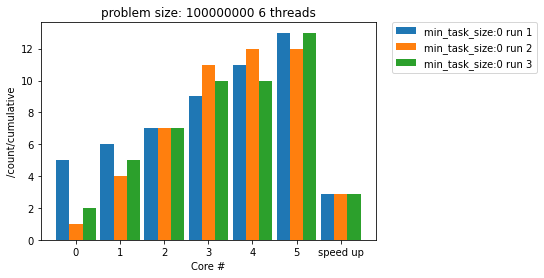 problem size: 100000000 6 threads
min_task_size:0 run 1
min_task_size:0 run 2
min_task_size:0 run 3
/count/cumulative
12
10
8
6
4
2
0
0 1 2 3 4 5 speed up
Core #